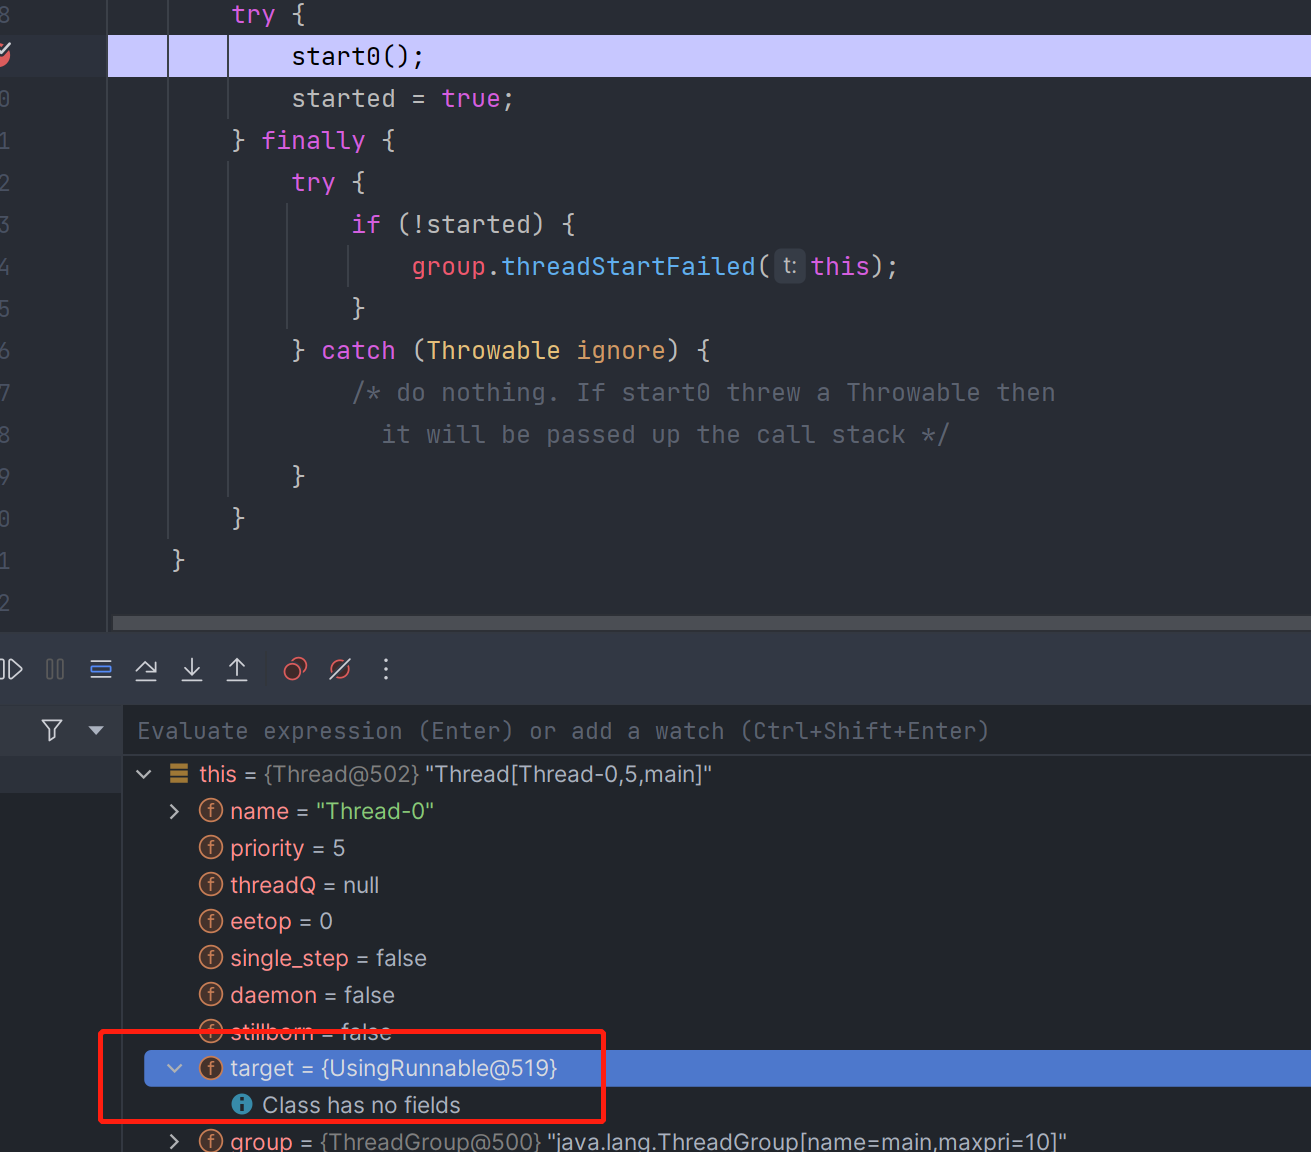 8 try {
start0();
0 started = true;
1 } finally {
2 try {
3 if (!started) {
4 group.threadStartFailed( t: this);
5 }
6 } catch (Throwable ignore) {
7 /* do nothing. If start0 threw a Throwable then
8 it will be passed up the call stack */
9 }
0 }
1 }
2
Evaluate expression (Enter) or add a watch (Ctrl+Shift+Enter)
this = {Thread@502} "Thread[Thread-0,5,main]"
f name = "Thread-0"
f priority = 5
f threadQ = null
f eetop = 0
f single_step = false
f daemon = false
f stillborn = false
f target = {UsingRunnable@519}
i Class has no fields
f group = {ThreadGroup@500} "java.lang.ThreadGroup[name=main,maxpri=10]"